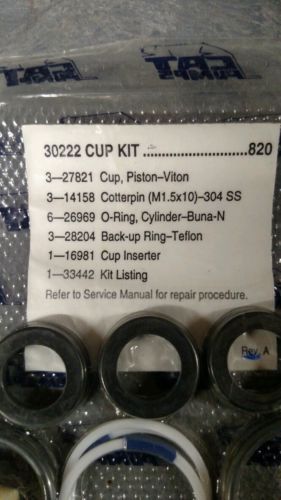 CAT
PUMP
30222 CUP KIT ............................820
3—27821 Cup, Piston–Viton
3—14158 Cotterpin (M1.5x10)–304 SS
6—26969 O-Ring, Cylinder–Buna-N
3—28204 Back-up Ring–Teflon
1—16981 Cup Inserter
1—33442 Kit Listing
Refer to Service Manual for repair procedure.
Rev. A